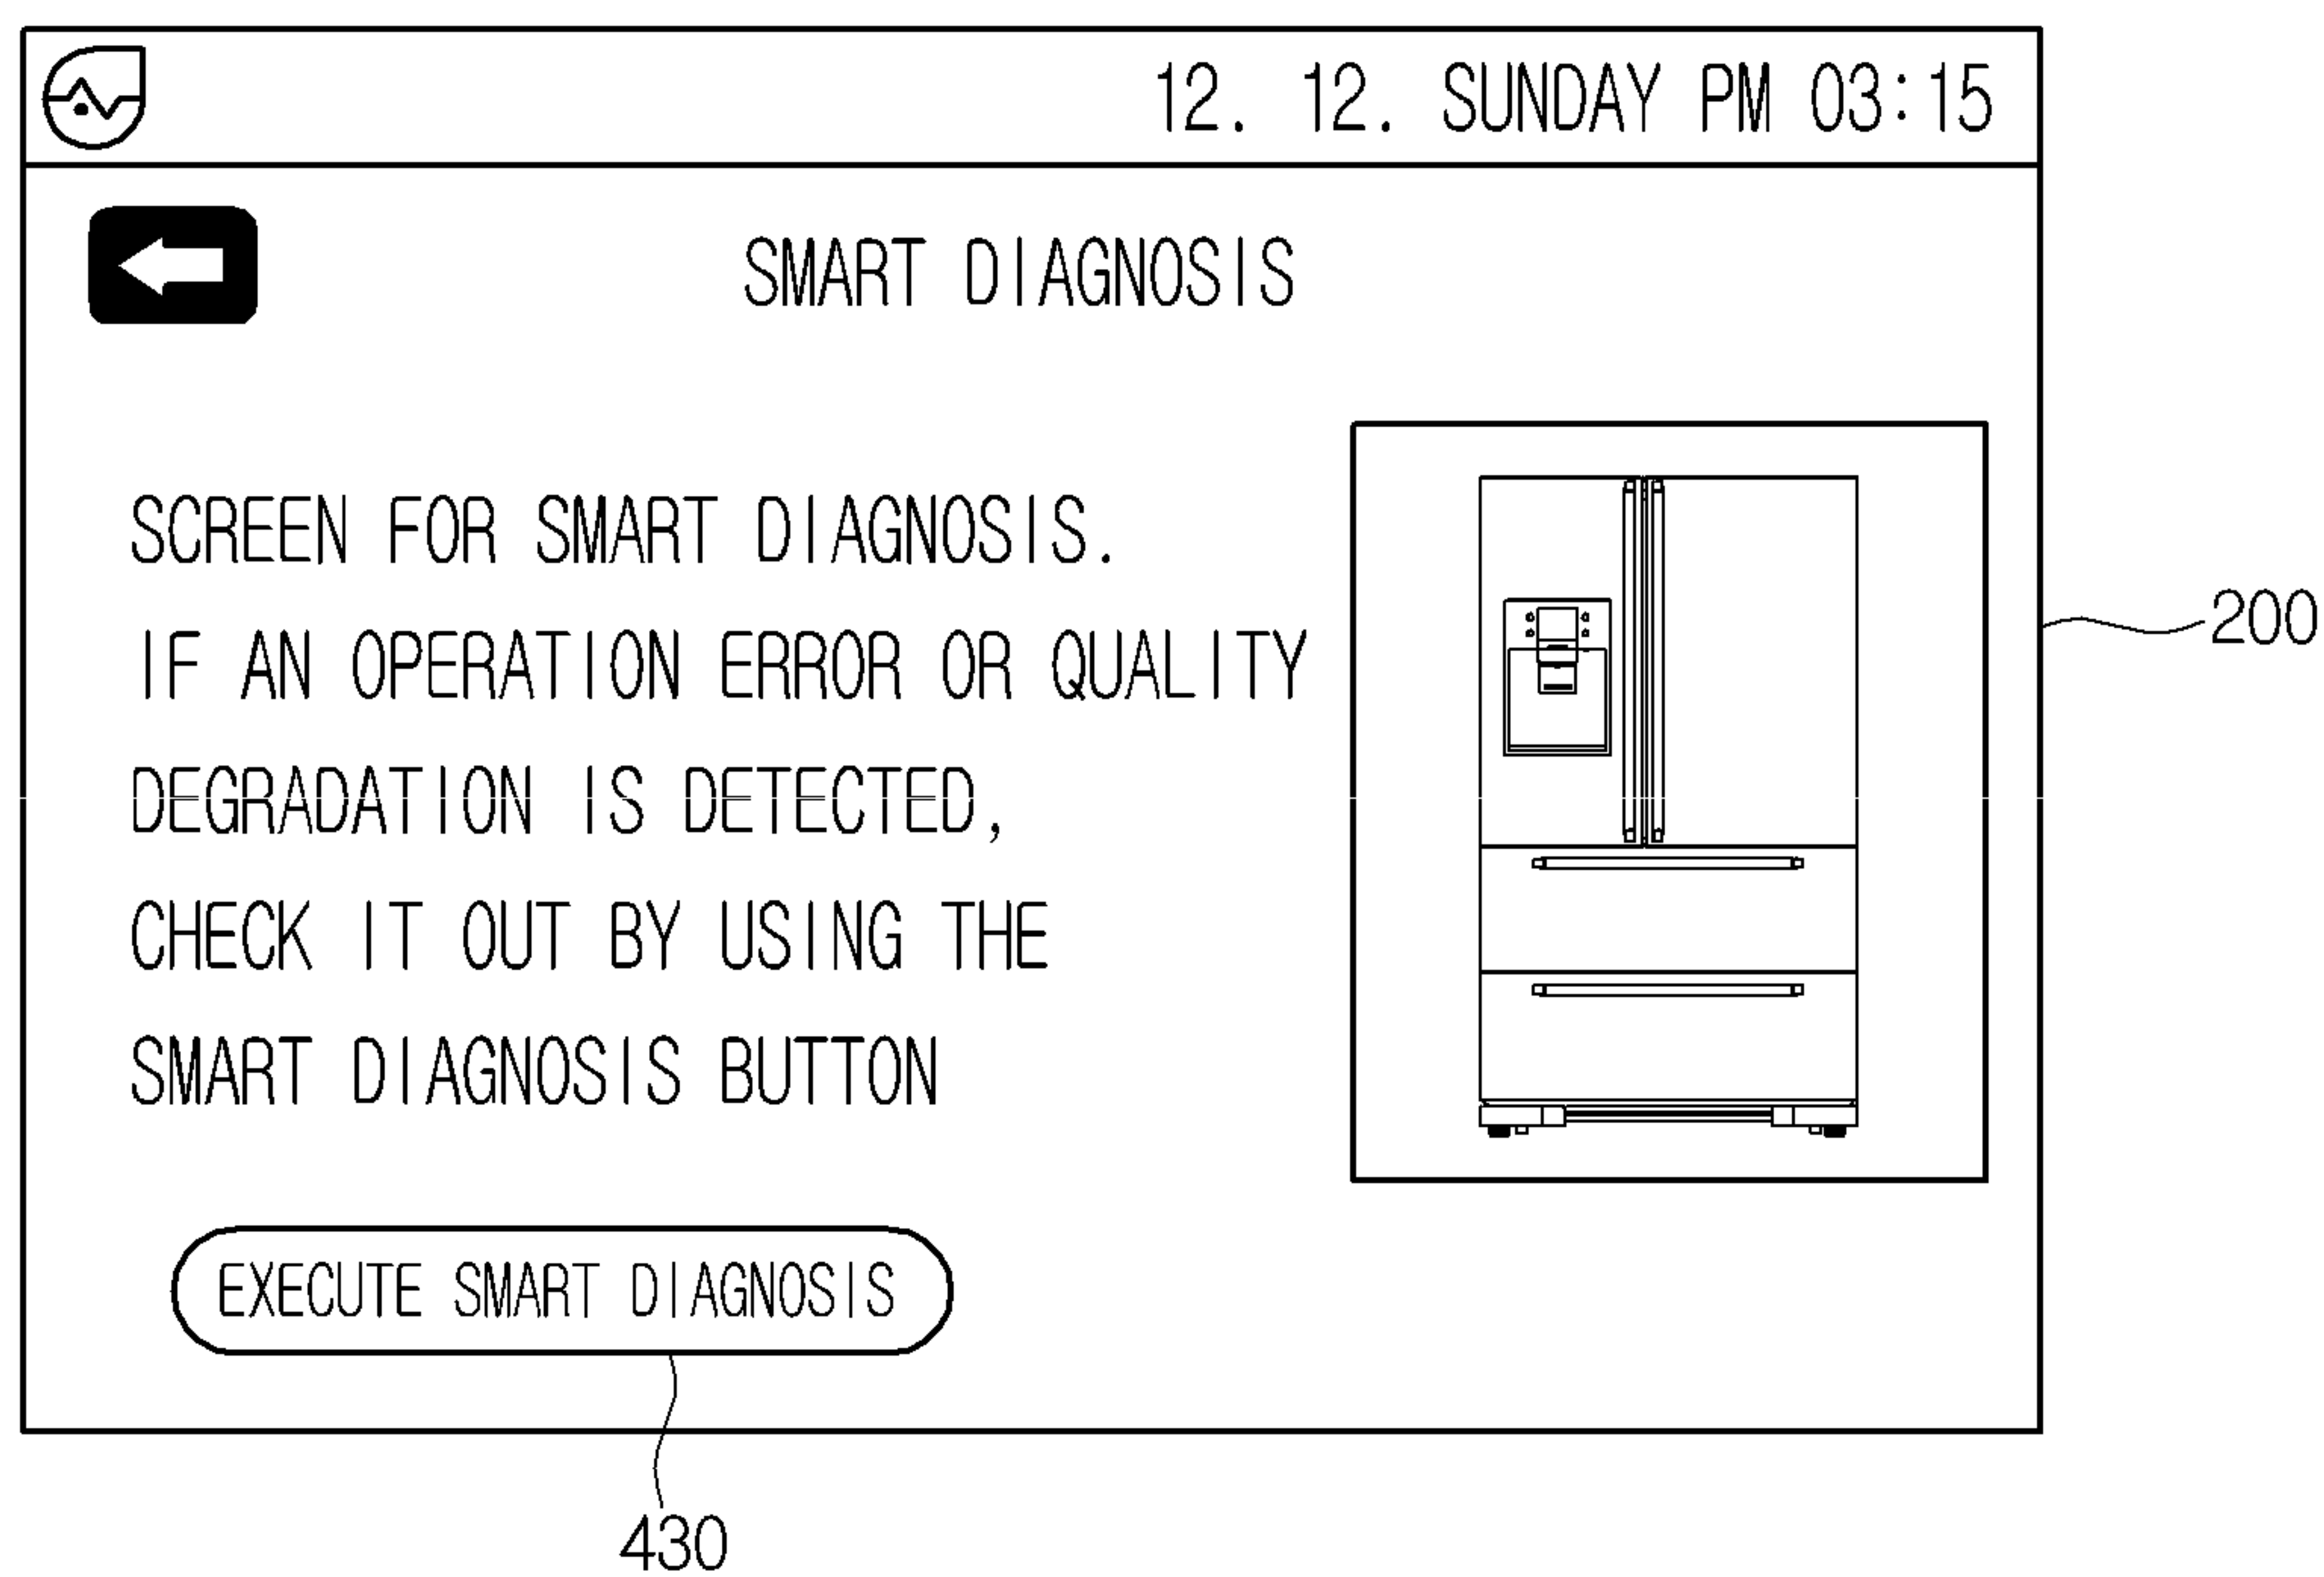 12. 12. SUNDAY PM 03:15
SMART DIAGNOSIS
SCREEN FOR SMART DIAGNOSIS.
IF AN OPERATION ERROR OR QUALITY
DEGRADATION IS DETECTED,
CHECK IT OUT BY USING THE
SMART DIAGNOSIS BUTTON
200
EXECUTE SMART DIAGNOSIS
430